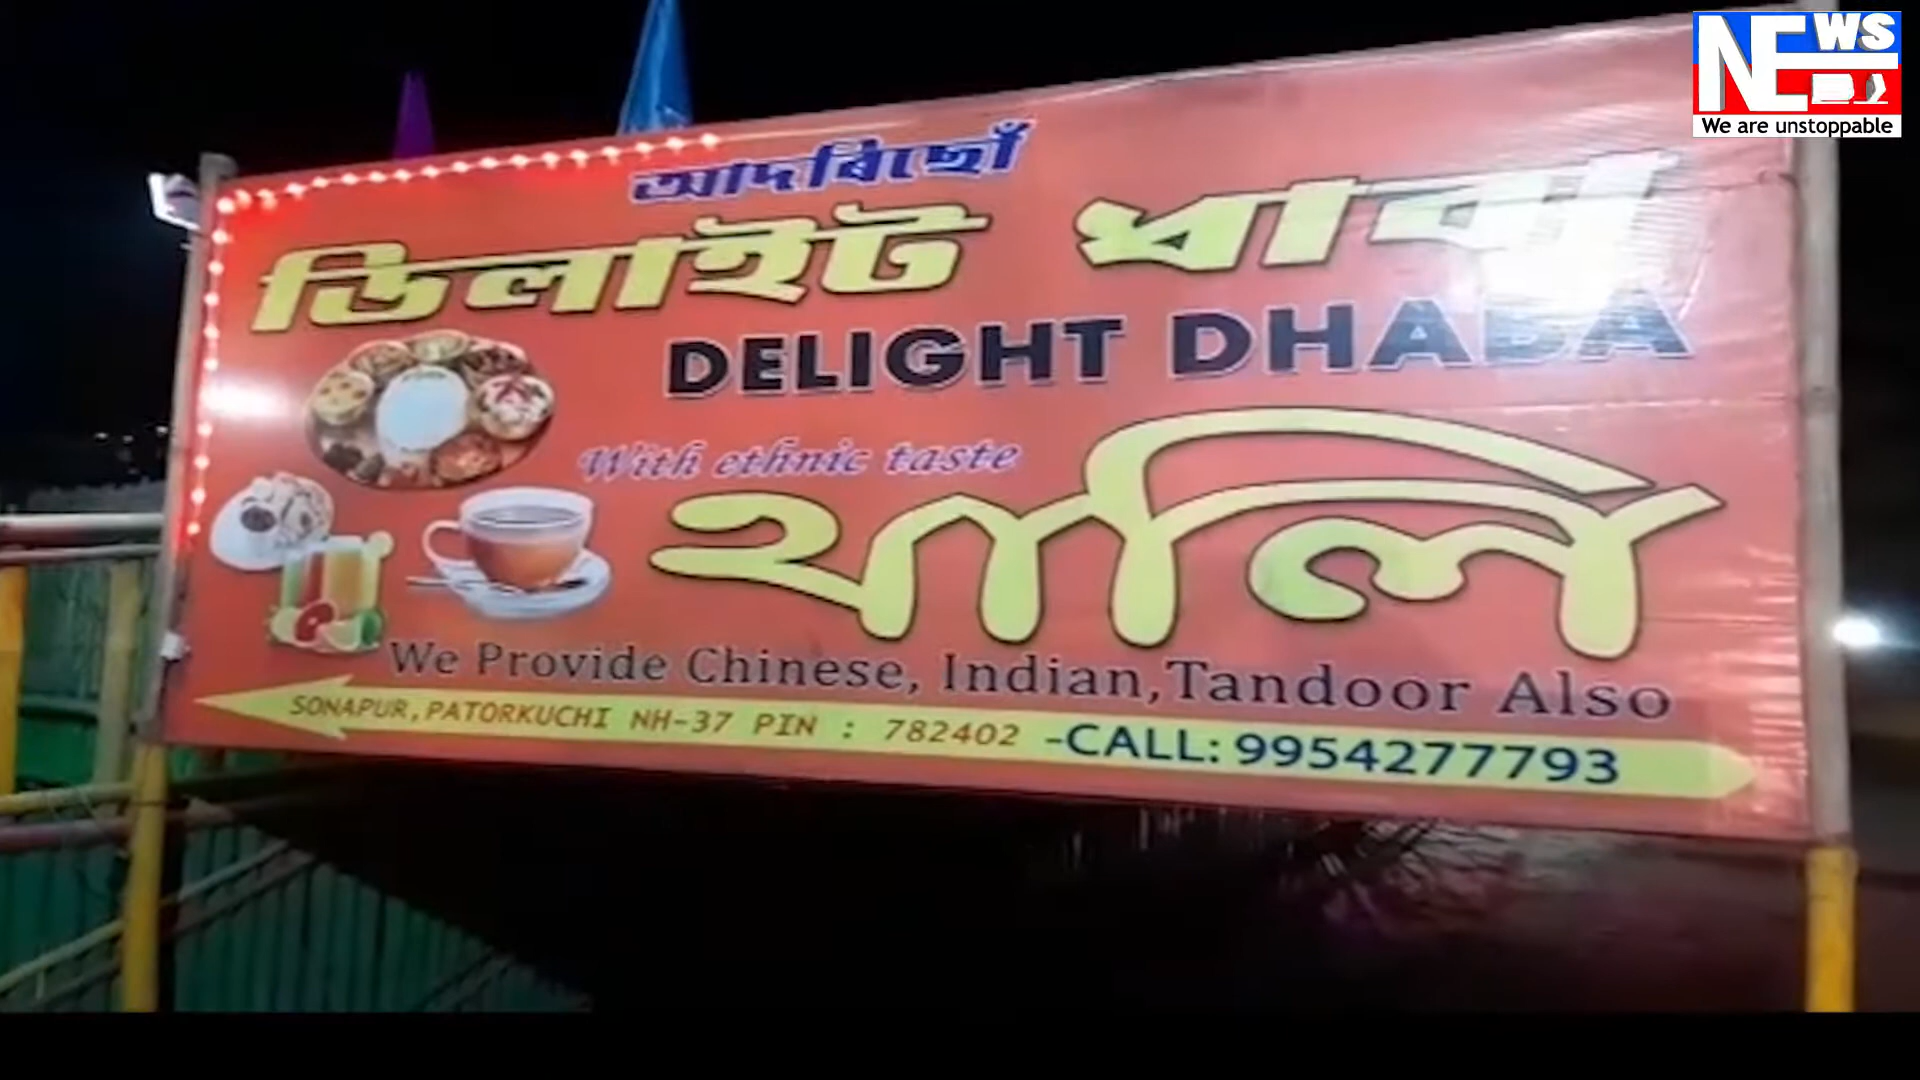 NEWS
We are unstoppable
আদৰিছোঁ
ডিলাইট ধাবা
DELIGHT DHABA
With ethnic taste
থালি
We Provide Chinese, Indian,Tandoor Also
SONAPUR,PATORKUCHI NH-37 PIN : 782402 -CALL: 9954277793